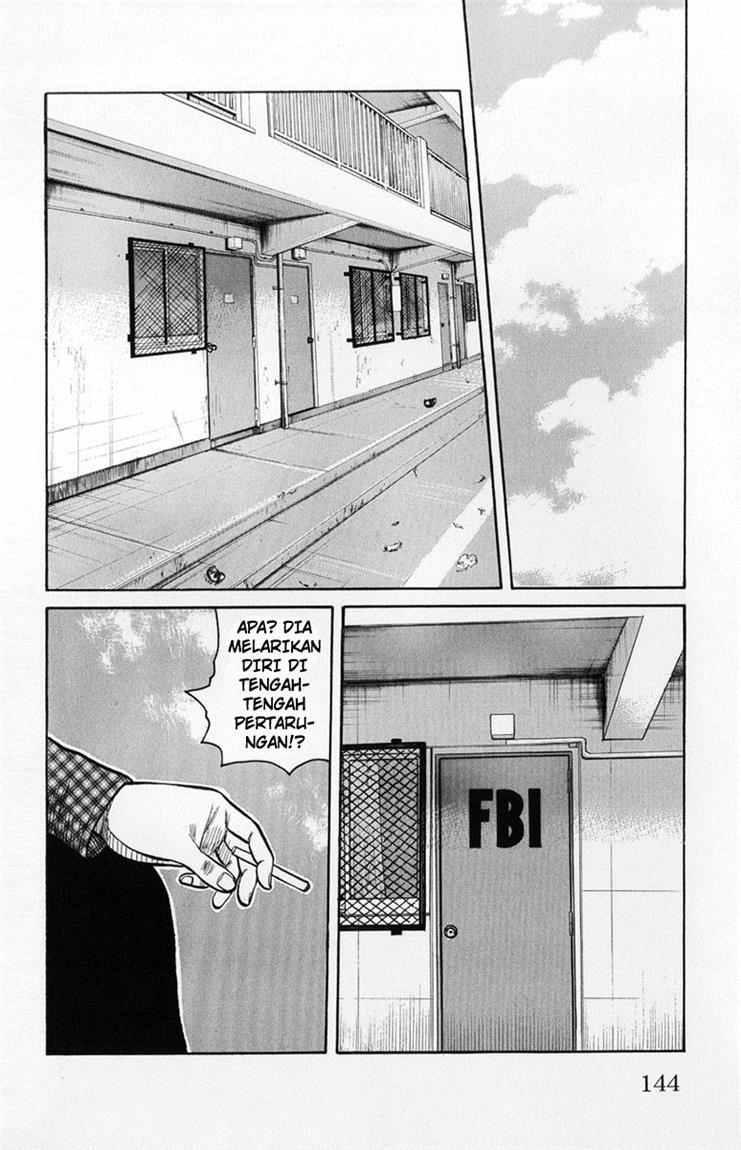 FBI
APA? DIA
MELARIKAN
DIRI DI
TENGAH-
TENGAH
PERTARU-
NGAN!?
144